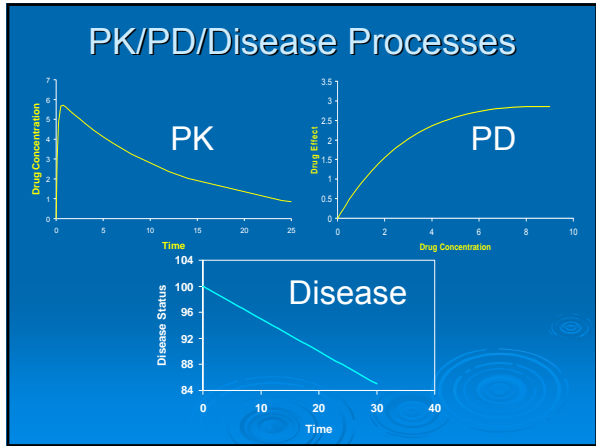 PK/PD/Disease Processes
7
6
5
4
3
2
1
0
Drug Concentration
PK
0 5 10 15 20 25
Time
3.5
3
2.5
2
1.5
1
0.5
0
Drug Effect
PD
0 2 4 6 8 10
Drug Concentration
104
100
96
92
88
84
Disease Status
Disease
0 10 20 30 40
Time